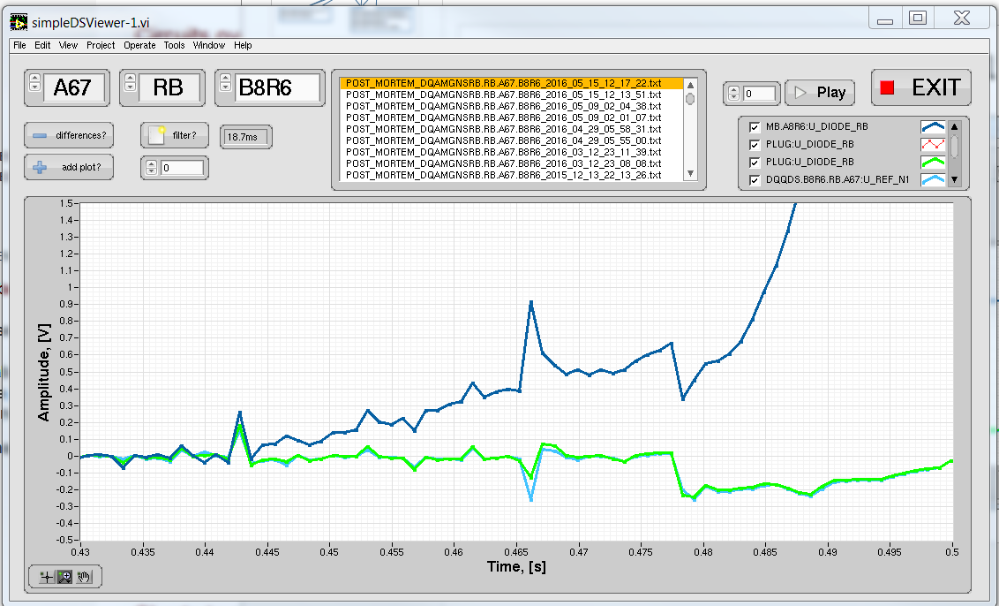 simpleDSViewer-1.vi
File Edit View Project Operate Tools Window Help
A67 RB B8R6
POST_MORTEM_DQAMGNSRB.RB.A67.B8R6_2016_05_15_12_17_22.txt
POST_MORTEM_DQAMGNSRB.RB.A67.B8R6_2016_05_15_12_13_51.txt
POST_MORTEM_DQAMGNSRB.RB.A67.B8R6_2016_05_09_02_04_38.txt
POST_MORTEM_DQAMGNSRB.RB.A67.B8R6_2016_05_09_02_01_07.txt
POST_MORTEM_DQAMGNSRB.RB.A67.B8R6_2016_04_29_05_58_31.txt
POST_MORTEM_DQAMGNSRB.RB.A67.B8R6_2016_04_29_05_55_00.txt
POST_MORTEM_DQAMGNSRB.RB.A67.B8R6_2016_03_12_23_11_39.txt
POST_MORTEM_DQAMGNSRB.RB.A67.B8R6_2016_03_12_23_08_08.txt
POST_MORTEM_DQAMGNSRB.RB.A67.B8R6_2015_12_13_22_13_26.txt
0 Play EXIT
differences? filter? 18.7ms
add plot? 0
MB.A8R6:U_DIODE_RB
PLUG:U_DIODE_RB
PLUG:U_DIODE_RB
DQQDS.B8R6.RB.A67:U_REF_N1
Amplitude, [V]
1.5
1.4
1.3
1.2
1.1
1
0.9
0.8
0.7
0.6
0.5
0.4
0.3
0.2
0.1
0
-0.1
-0.2
-0.3
-0.4
-0.5
0.43 0.435 0.44 0.445 0.45 0.455 0.46 0.465 0.47 0.475 0.48 0.485 0.49 0.495 0.5
Time, [s]